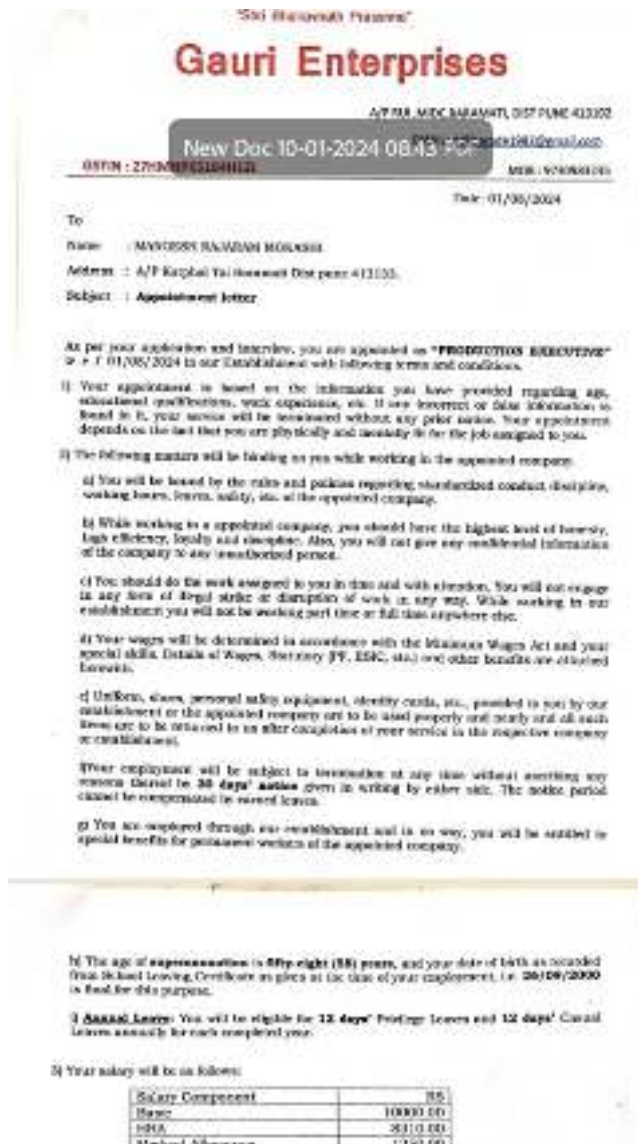 "Shri
Gauri Enterprises
MIDC BARAMATI, DIST PUNE 413102
New Doc 10-01-2024 08.43 PDF
GSTIN :
MOB :
Date: 01/08/2024
To
Name :
Address : A/P Dist pune 413103.
Subject : Appointment letter
As per your application and interview, you are appointed as "PRODUCTION EXECUTIVE"
w e f 01/08/2024 in our Establishment with following terms and conditions.
1) Your appointment is based on the information you have provided regarding age,
educational qualifications, work experience, etc. If any incorrect or false information is
found in it, your service will be terminated without any prior notice. Your appointment
depends on the fact that you are physically and mentally fit for the job assigned to you.
The following matters will be binding on you while working in the appointed company.
a) You will be bound by the rules and policies regarding standardized conduct discipline,
working hours, leaves, safety, etc. of the appointed company.
b) While working in a appointed company, you should have the highest level of honesty,
high efficiency, loyalty and discipline. Also, you will not give any confidential information
of the company to any unauthorized person.
c) You should do the work assigned to you in time and with attention. You will not engage
in any form of illegal strike or disruption of work in any way. While working in our
establishment you will not be working part time or full time anywhere else.
d) Your wages will be determined in accordance with the Minimum Wages Act and your
special skills. Details of Wages, Statutory (PF, ESIC, etc.) and other benefits are attached
herewith.
e) Uniform, shoes, personal safety equipment, identity cards, etc., provided to you by our
establishment or the appointed company are to be used properly and neatly and all such
items are to be returned to us after completion of your service in the respective company
or establishment.
f)Your employment will be subject to termination at any time without assigning any
reasons thereof by 30 days' notice given in writing by either side. The notice period
cannot be compensated by earned leaves.
g) You are employed through our establishment and in no way, you will be entitled to
special benefits for permanent workers of the appointed company.
h) The age of superannuation is fifty-eight (58) years, and your date of birth as recorded
from School Leaving Certificate as given at the time of your employment, i.e. 26/09/2000
is final for this purpose.
i) Annual Leave: You will be eligible for 12 days' Privilege Leaves and 12 days' Casual
Leaves annually for each completed year.
Your salary will be as follows:
Salary Component RS
Basic 10000.00
HRA 8310.00
Medical Allowance 1250.00